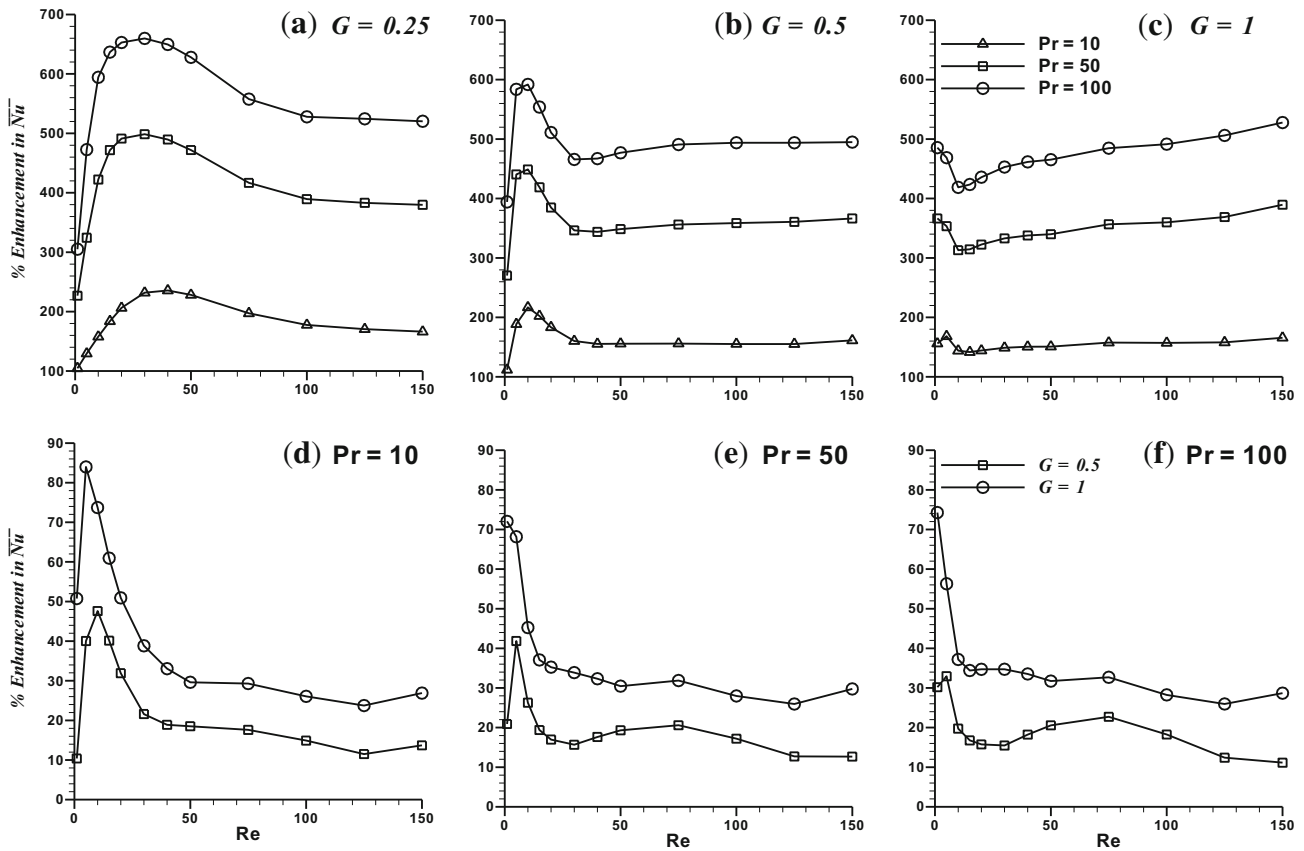 (a) G = 0.25
% Enhancement in Nu
700
600
500
400
300
200
100
0 50 100 150
(b) G = 0.5
700
600
500
400
300
200
100
0 50 100 150
(c) G = 1
Pr = 10
Pr = 50
Pr = 100
700
600
500
400
300
200
100
0 50 100 150
(d) Pr = 10
% Enhancement in Nu
90
80
70
60
50
40
30
20
10
0
0 50 100 150
Re
(e) Pr = 50
90
80
70
60
50
40
30
20
10
0
0 50 100 150
Re
(f) Pr = 100
G = 0.5
G = 1
90
80
70
60
50
40
30
20
10
0
0 50 100 150
Re